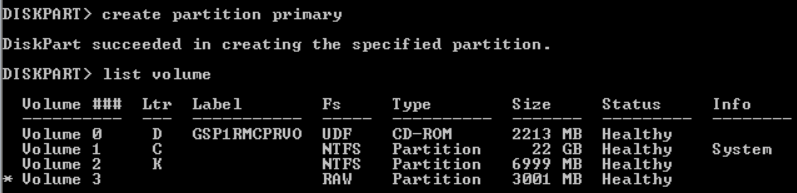 DISKPART> create partition primary
DiskPart succeeded in creating the specified partition.
DISKPART> list volume
Volume ### Ltr Label Fs Type Size Status Info
---------- --- ----------- ----- ---------- ------- --------- --------
Volume 0 D GSP1RMCPRVO UDF CD-ROM 2213 MB Healthy
Volume 1 C NTFS Partition 22 GB Healthy System
Volume 2 K NTFS Partition 6999 MB Healthy
* Volume 3 RAW Partition 3001 MB Healthy